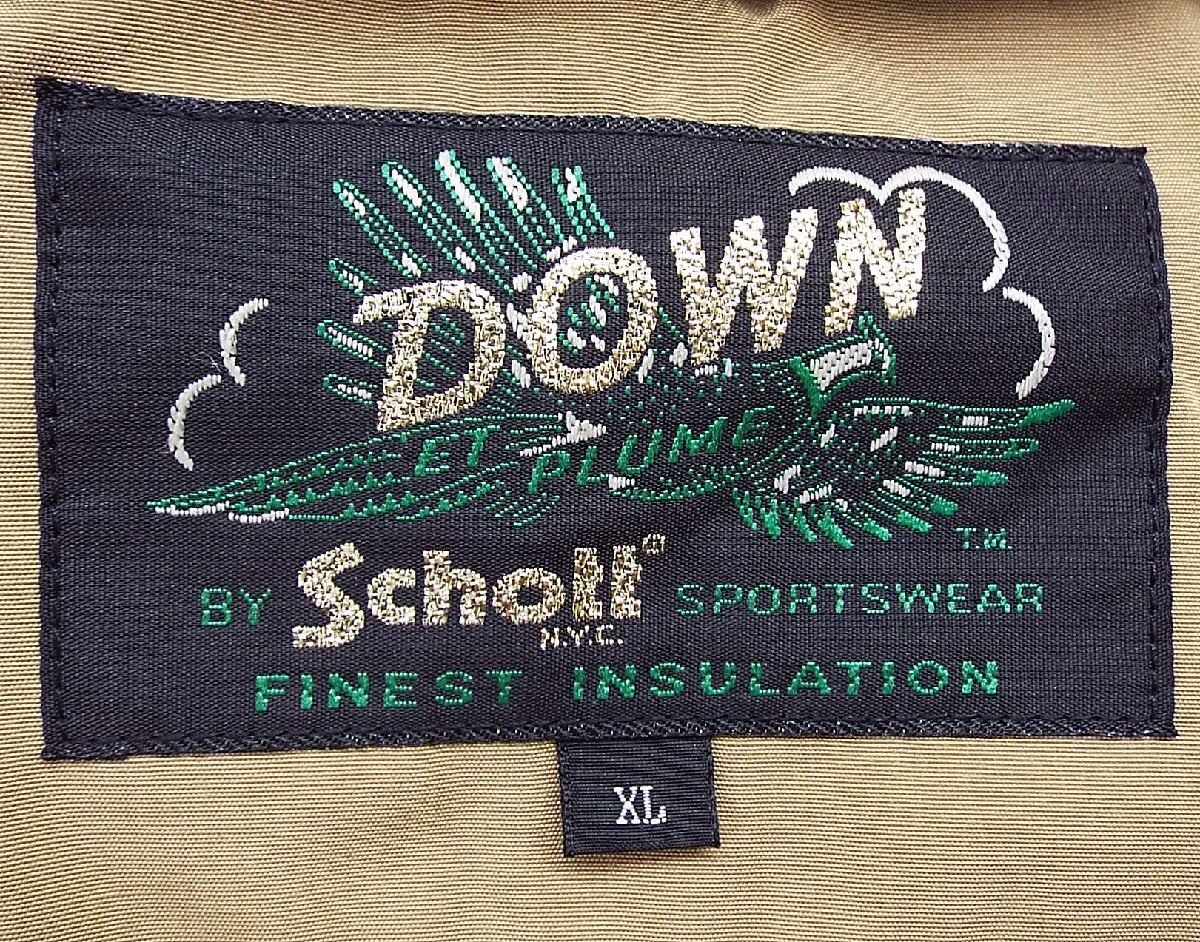 DOWN
ET PLUME
T.M.
BY Schott® SPORTSWEAR
N.Y.C.
FINEST INSULATION
XL